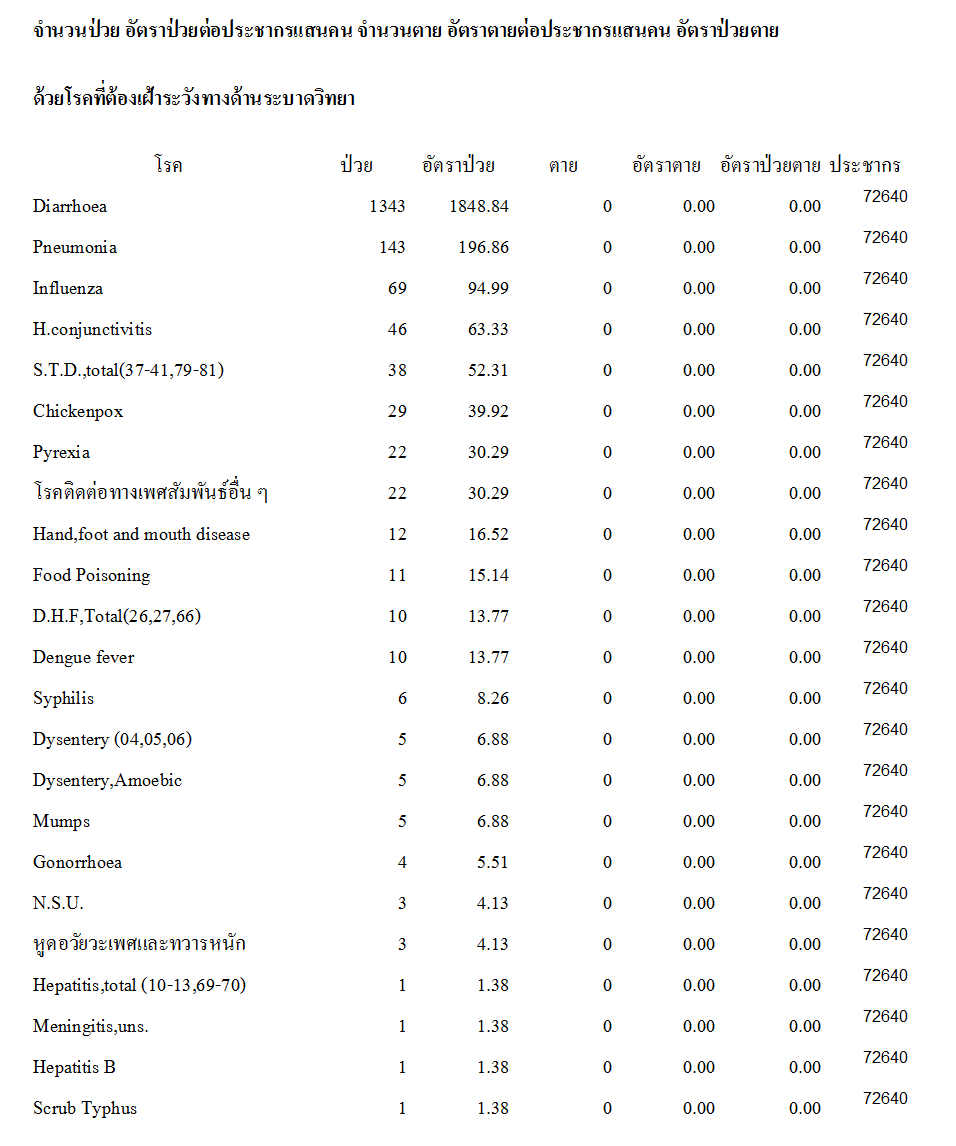 จำนวนป่วย อัตราป่วยต่อประชากรแสนคน จำนวนตาย อัตราตายต่อประชากรแสนคน อัตราป่วยตาย
ด้วยโรคที่ต้องเฝ้าระวังทางด้านระบาดวิทยา
โรค ป่วย อัตราป่วย ตาย อัตราตาย อัตราป่วยตาย ประชากร
Diarrhoea 1343 1848.84 0 0.00 0.00 72640
Pneumonia 143 196.86 0 0.00 0.00 72640
Influenza 69 94.99 0 0.00 0.00 72640
H.conjunctivitis 46 63.33 0 0.00 0.00 72640
S.T.D.,total(37-41,79-81) 38 52.31 0 0.00 0.00 72640
Chickenpox 29 39.92 0 0.00 0.00 72640
Pyrexia 22 30.29 0 0.00 0.00 72640
โรคติดต่อทางเพศสัมพันธ์อื่น ๆ 22 30.29 0 0.00 0.00 72640
Hand,foot and mouth disease 12 16.52 0 0.00 0.00 72640
Food Poisoning 11 15.14 0 0.00 0.00 72640
D.H.F,Total(26,27,66) 10 13.77 0 0.00 0.00 72640
Dengue fever 10 13.77 0 0.00 0.00 72640
Syphilis 6 8.26 0 0.00 0.00 72640
Dysentery (04,05,06) 5 6.88 0 0.00 0.00 72640
Dysentery,Amoebic 5 6.88 0 0.00 0.00 72640
Mumps 5 6.88 0 0.00 0.00 72640
Gonorrhoea 4 5.51 0 0.00 0.00 72640
N.S.U. 3 4.13 0 0.00 0.00 72640
หูดอวัยวะเพศและทวารหนัก 3 4.13 0 0.00 0.00 72640
Hepatitis,total (10-13,69-70) 1 1.38 0 0.00 0.00 72640
Meningitis,uns. 1 1.38 0 0.00 0.00 72640
Hepatitis B 1 1.38 0 0.00 0.00 72640
Scrub Typhus 1 1.38 0 0.00 0.00 72640